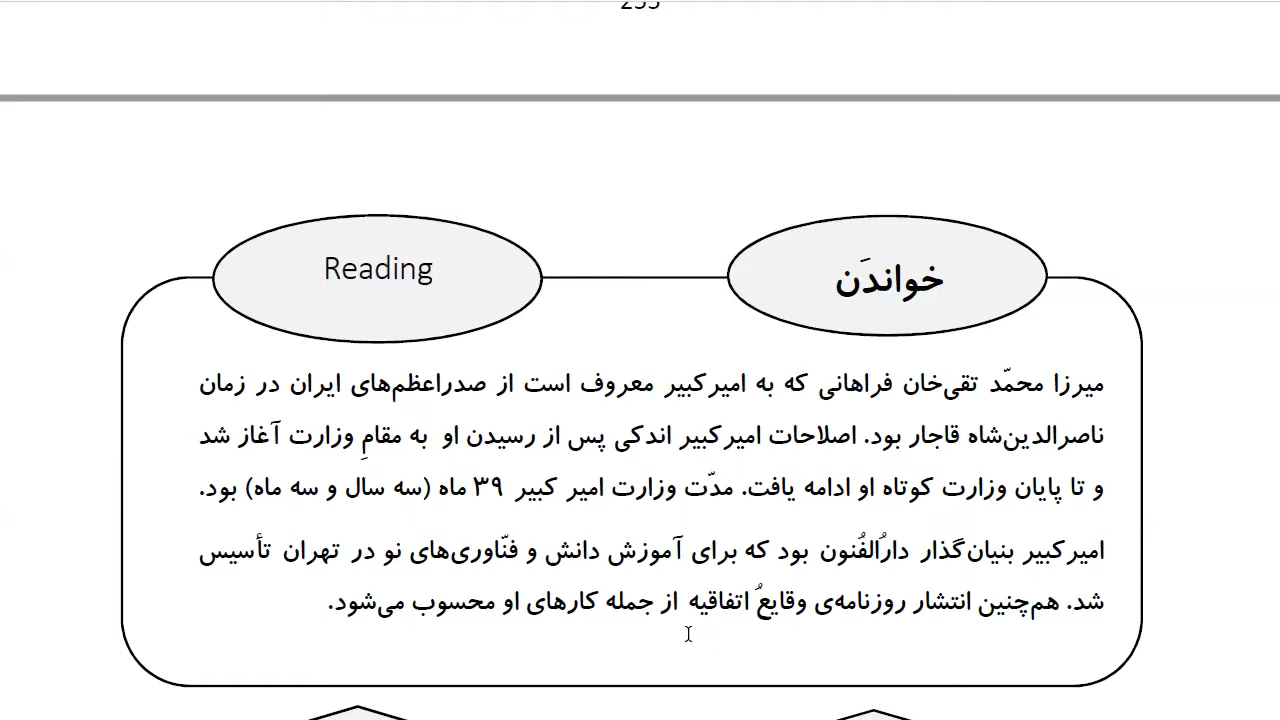 خواندَن
Reading
میرزا محمّد تقی‌خان فراهانی که به امیرکبیر معروف است از صدراعظم‌های ایران در زمان
ناصرالدین‌شاه قاجار بود. اصلاحات امیرکبیر اندکی پس از رسیدن او به مقامِ وزارت آغاز شد
و تا پایان وزارت کوتاه او ادامه یافت. مدّت وزارت امیر کبیر ۳۹ ماه (سه سال و سه ماه) بود.
امیرکبیر بنیان‌گذار دارُالفُنون بود که برای آموزش دانش و فنّاوری‌های نو در تهران تأسیس
شد. هم‌چنین انتشار روزنامه‌ی وقایعُ اتفاقیه از جمله کارهای او محسوب می‌شود.